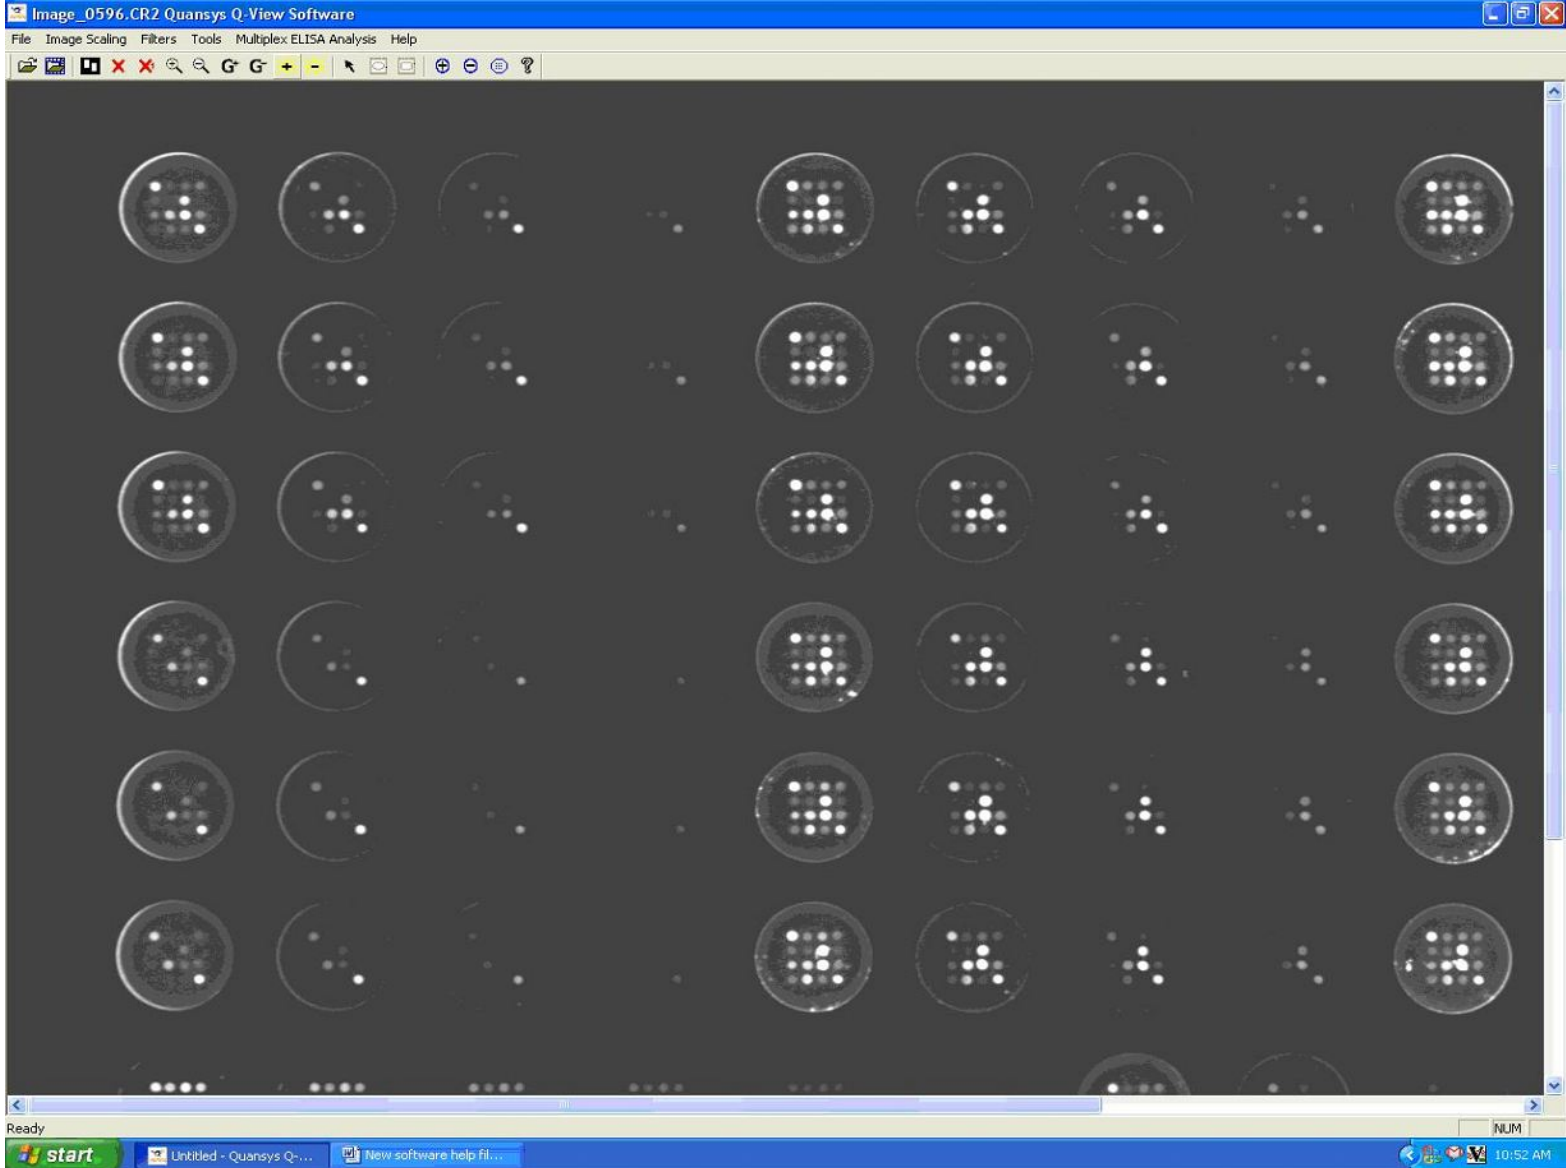 Image_0596.CR2 Quansys Q-View Software
File Image Scaling Filters Tools Multiplex ELISA Analysis Help
G+ G-
Ready
NUM
start
Untitled - Quansys Q-...
New software help fil...
10:52 AM